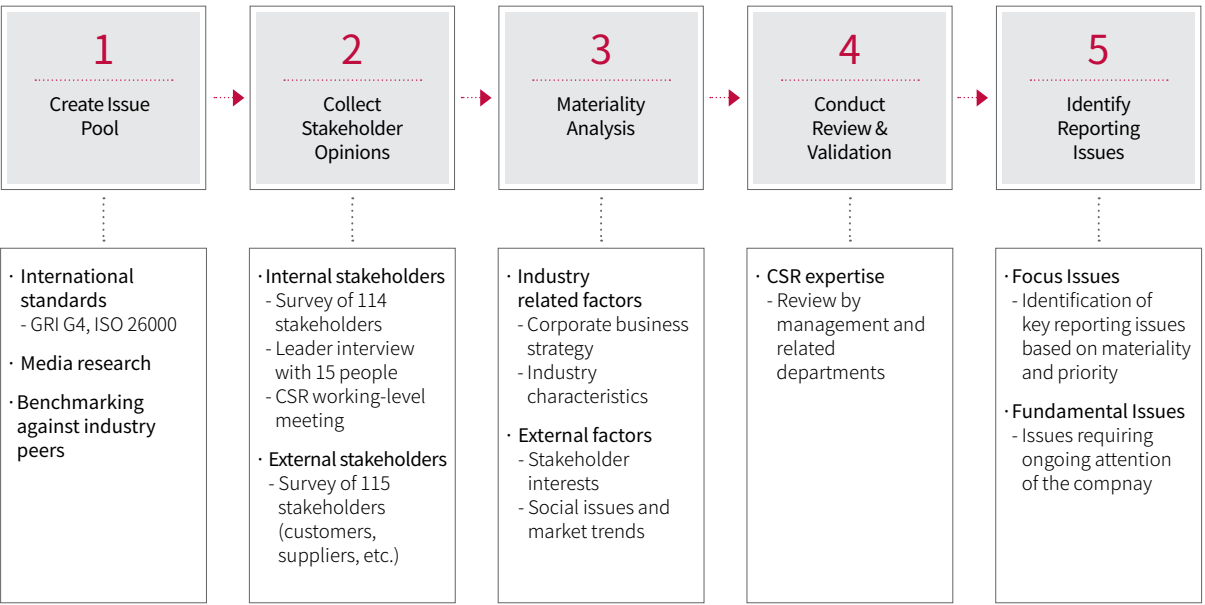 1
Create Issue
Pool
2
Collect
Stakeholder
Opinions
3
Materiality
Analysis
4
Conduct
Review &
Validation
5
Identify
Reporting
Issues
· International
standards
- GRI G4, ISO 26000
· Media research
· Benchmarking
against industry
peers
· Internal stakeholders
- Survey of 114
stakeholders
- Leader interview
with 15 people
- CSR working-level
meeting
· External stakeholders
- Survey of 115
stakeholders
(customers,
suppliers, etc.)
· Industry
related factors
- Corporate business
strategy
- Industry
characteristics
· External factors
- Stakeholder
interests
- Social issues and
market trends
· CSR expertise
- Review by
management and
related
departments
· Focus Issues
- Identification of
key reporting issues
based on materiality
and priority
· Fundamental Issues
- Issues requiring
ongoing attention
of the compnay